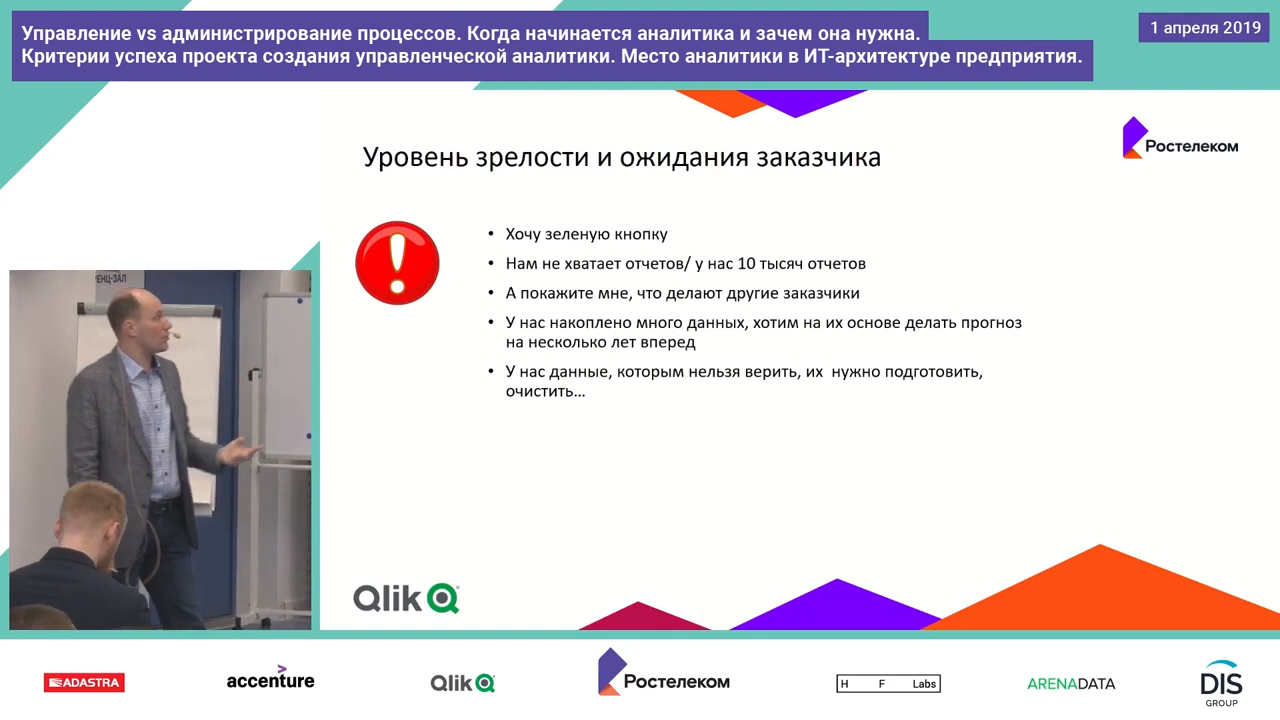 Управление vs администрирование процессов. Когда начинается аналитика и зачем она нужна.
Критерии успеха проекта создания управленческой аналитики. Место аналитики в ИТ-архитектуре предприятия.
1 апреля 2019
Ростелеком
Уровень зрелости и ожидания заказчика
• Хочу зеленую кнопку
• Нам не хватает отчетов/ у нас 10 тысяч отчетов
• А покажите мне, что делают другие заказчики
• У нас накоплено много данных, хотим на их основе делать прогноз
на несколько лет вперед
• У нас данные, которым нельзя верить, их нужно подготовить,
очистить...
ЕНЦ-ЗАЛ
Qlik
ADASTRA
accenture
Qlik
Ростелеком
H F Labs
ARENADATA
DIS
GROUP